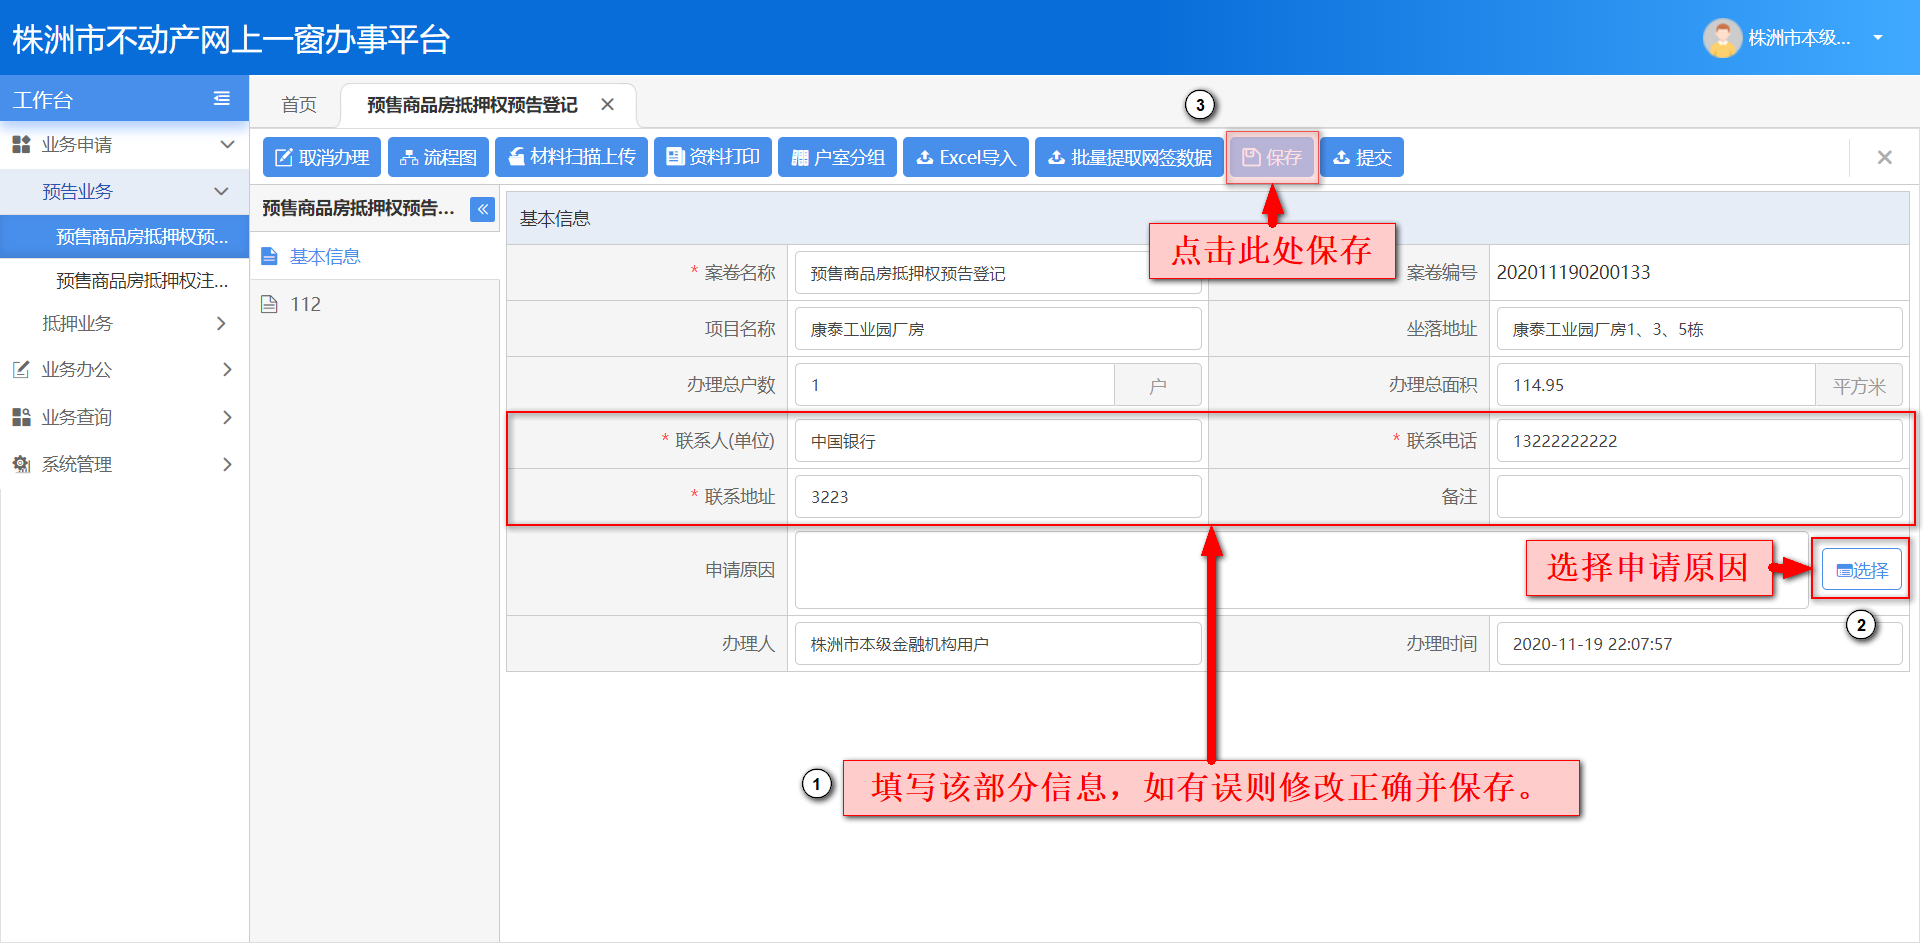 株洲市不动产网上一窗办事平台
株洲市本级...
工作台
首页
预售商品房抵押权预告登记
业务申请
预告业务
预售商品房抵押权预...
预售商品房抵押权注...
抵押业务
业务办公
业务查询
系统管理
③
取消办理 流程图 材料扫描上传 资料打印 户室分组 Excel导入 批量提取网签数据 保存 提交
预售商品房抵押权预告...
基本信息
112
基本信息
点击此处保存
* 案卷名称 预售商品房抵押权预告登记 案卷编号 202011190200133
项目名称 康泰工业园厂房 坐落地址 康泰工业园厂房1、3、5栋
办理总户数 1 户 办理总面积 114.95 平方米
* 联系人(单位) 中国银行 * 联系电话 13222222222
* 联系地址 3223 备注
申请原因 选择申请原因 选择
②
办理人 株洲市本级金融机构用户 办理时间 2020-11-19 22:07:57
① 填写该部分信息，如有误则修改正确并保存。